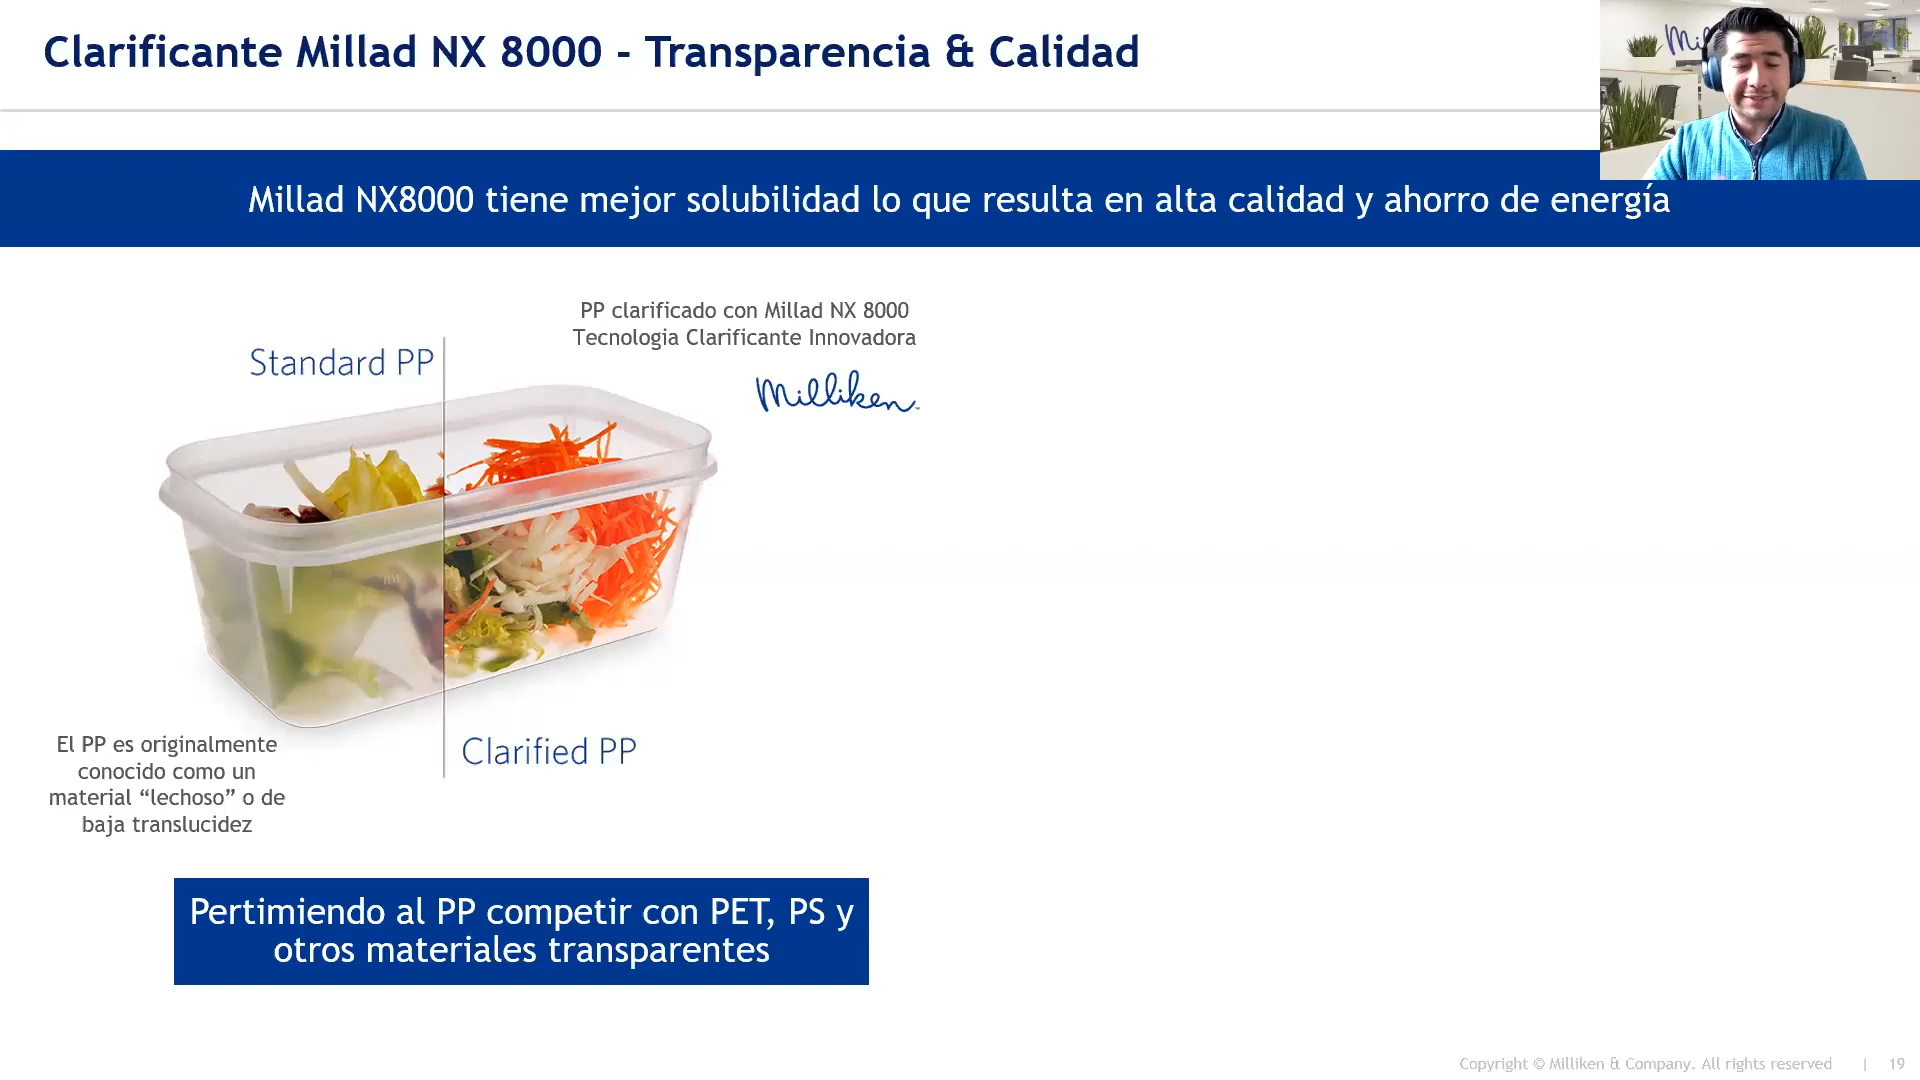 Clarificante Millad NX 8000 - Transparencia & Calidad
Mil
Millad NX8000 tiene mejor solubilidad lo que resulta en alta calidad y ahorro de energía
PP clarificado con Millad NX 8000
Tecnologia Clarificante Innovadora
Milliken™
Standard PP
Clarified PP
El PP es originalmente
conocido como un
material “lechoso” o de
baja translucidez
Pertimiendo al PP competir con PET, PS y
otros materiales transparentes
Copyright © Milliken & Company. All rights reserved | 19